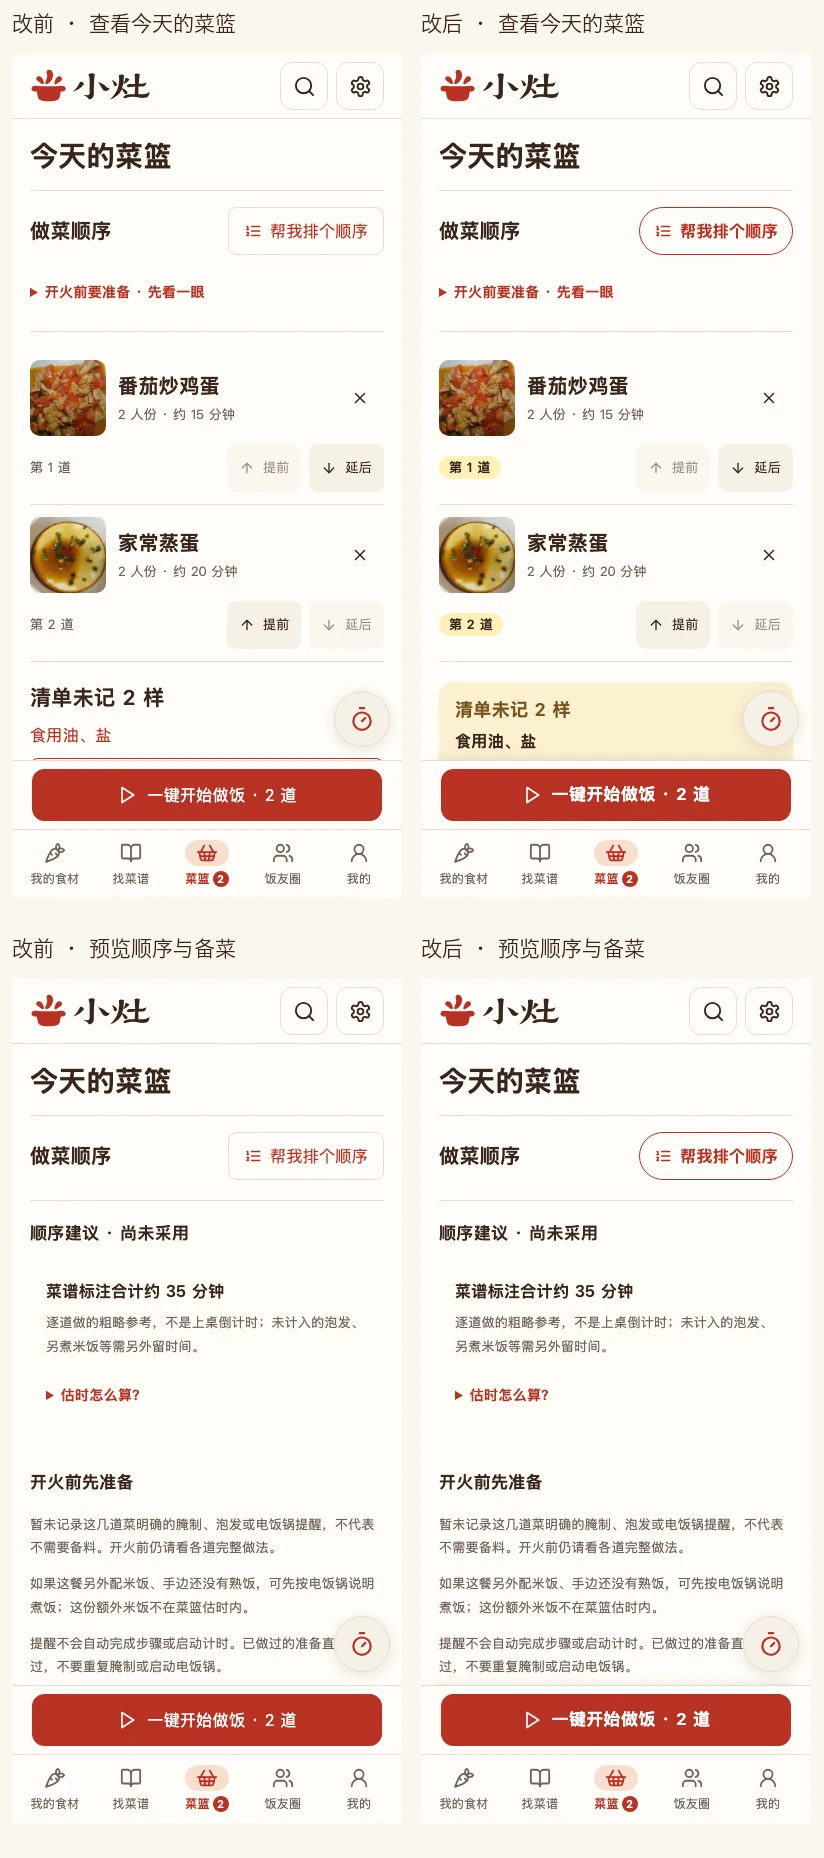 改前 · 查看今天的菜篮
小灶
今天的菜篮
做菜顺序
帮我排个顺序
开火前要准备 · 先看一眼
番茄炒鸡蛋
2 人份 · 约 15 分钟
第 1 道
提前
延后
家常蒸蛋
2 人份 · 约 20 分钟
第 2 道
提前
延后
清单未记 2 样
食用油、盐
一键开始做饭 · 2 道
我的食材
找菜谱
菜篮 2
饭友圈
我的
改后 · 查看今天的菜篮
小灶
今天的菜篮
做菜顺序
帮我排个顺序
开火前要准备 · 先看一眼
番茄炒鸡蛋
2 人份 · 约 15 分钟
第 1 道
提前
延后
家常蒸蛋
2 人份 · 约 20 分钟
第 2 道
提前
延后
清单未记 2 样
食用油、盐
一键开始做饭 · 2 道
我的食材
找菜谱
菜篮 2
饭友圈
我的
改前 · 预览顺序与备菜
小灶
今天的菜篮
做菜顺序
帮我排个顺序
顺序建议 · 尚未采用
菜谱标注合计约 35 分钟
逐道做的粗略参考，不是上桌倒计时；未计入的泡发、
另煮米饭等需另外留时间。
估时怎么算?
开火前先准备
暂未记录这几道菜明确的腌制、泡发或电饭锅提醒，不代表
不需要备料。开火前仍请看各道完整做法。
如果这餐另外配米饭、手边还没有熟饭，可先按电饭锅说明
煮饭；这份额外米饭不在菜篮估时内。
提醒不会自动完成步骤或启动计时。已做过的准备直
过，不要重复腌制或启动电饭锅。
一键开始做饭 · 2 道
我的食材
找菜谱
菜篮 2
饭友圈
我的
改后 · 预览顺序与备菜
小灶
今天的菜篮
做菜顺序
帮我排个顺序
顺序建议 · 尚未采用
菜谱标注合计约 35 分钟
逐道做的粗略参考，不是上桌倒计时；未计入的泡发、
另煮米饭等需另外留时间。
估时怎么算?
开火前先准备
暂未记录这几道菜明确的腌制、泡发或电饭锅提醒，不代表
不需要备料。开火前仍请看各道完整做法。
如果这餐另外配米饭、手边还没有熟饭，可先按电饭锅说明
煮饭；这份额外米饭不在菜篮估时内。
提醒不会自动完成步骤或启动计时。已做过的准备直
过，不要重复腌制或启动电饭锅。
一键开始做饭 · 2 道
我的食材
找菜谱
菜篮 2
饭友圈
我的